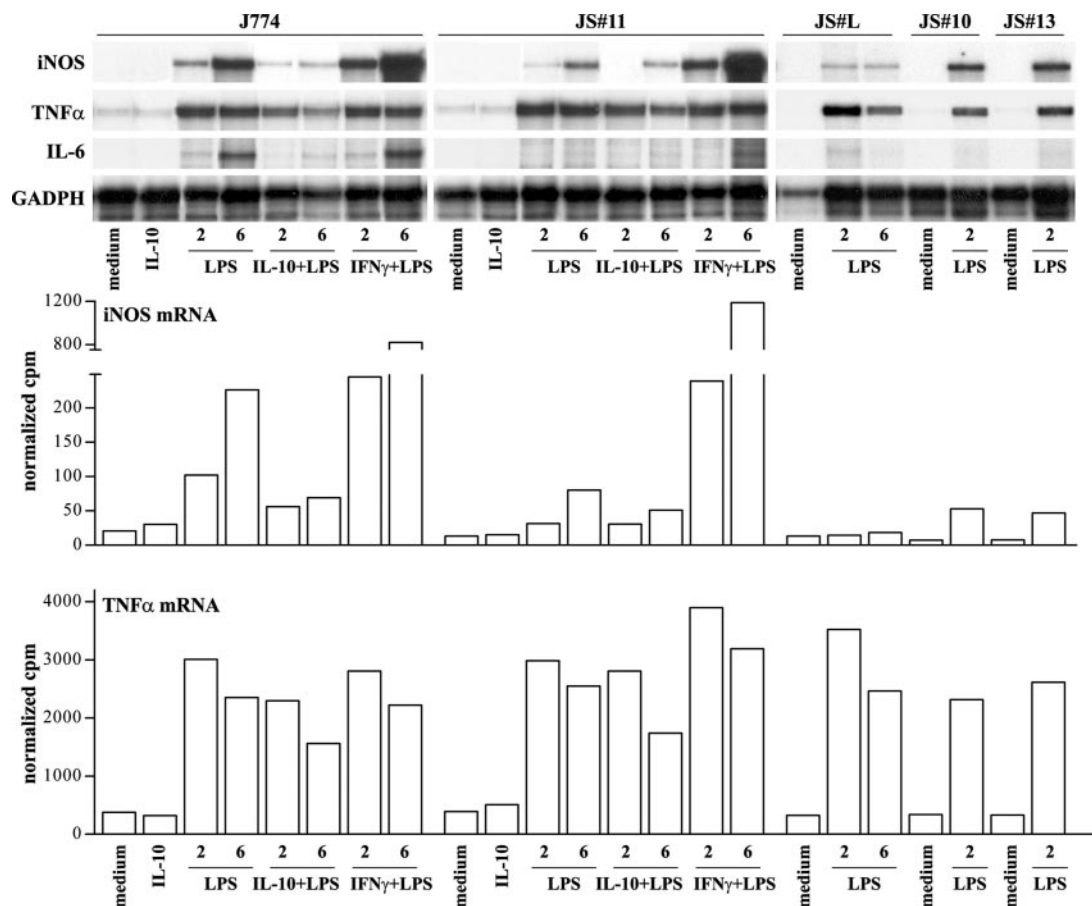 J774 JS#11 JS#L JS#10 JS#13
iNOS
TNFα
IL-6
GADPH
medium IL-10 2 6 2 6 2 6 medium IL-10 2 6 2 6 2 6 medium 2 6 medium 2 medium 2
LPS IL-10+LPS IFNγ+LPS LPS IL-10+LPS IFNγ+LPS LPS LPS LPS
iNOS mRNA
normalized cpm
1200
800
200
150
100
50
0
TNFα mRNA
normalized cpm
4000
3000
2000
1000
0
medium IL-10 2 6 2 6 2 6 medium IL-10 2 6 2 6 2 6 medium 2 6 medium 2 medium 2
LPS IL-10+LPS IFNγ+LPS LPS IL-10+LPS IFNγ+LPS LPS LPS LPS